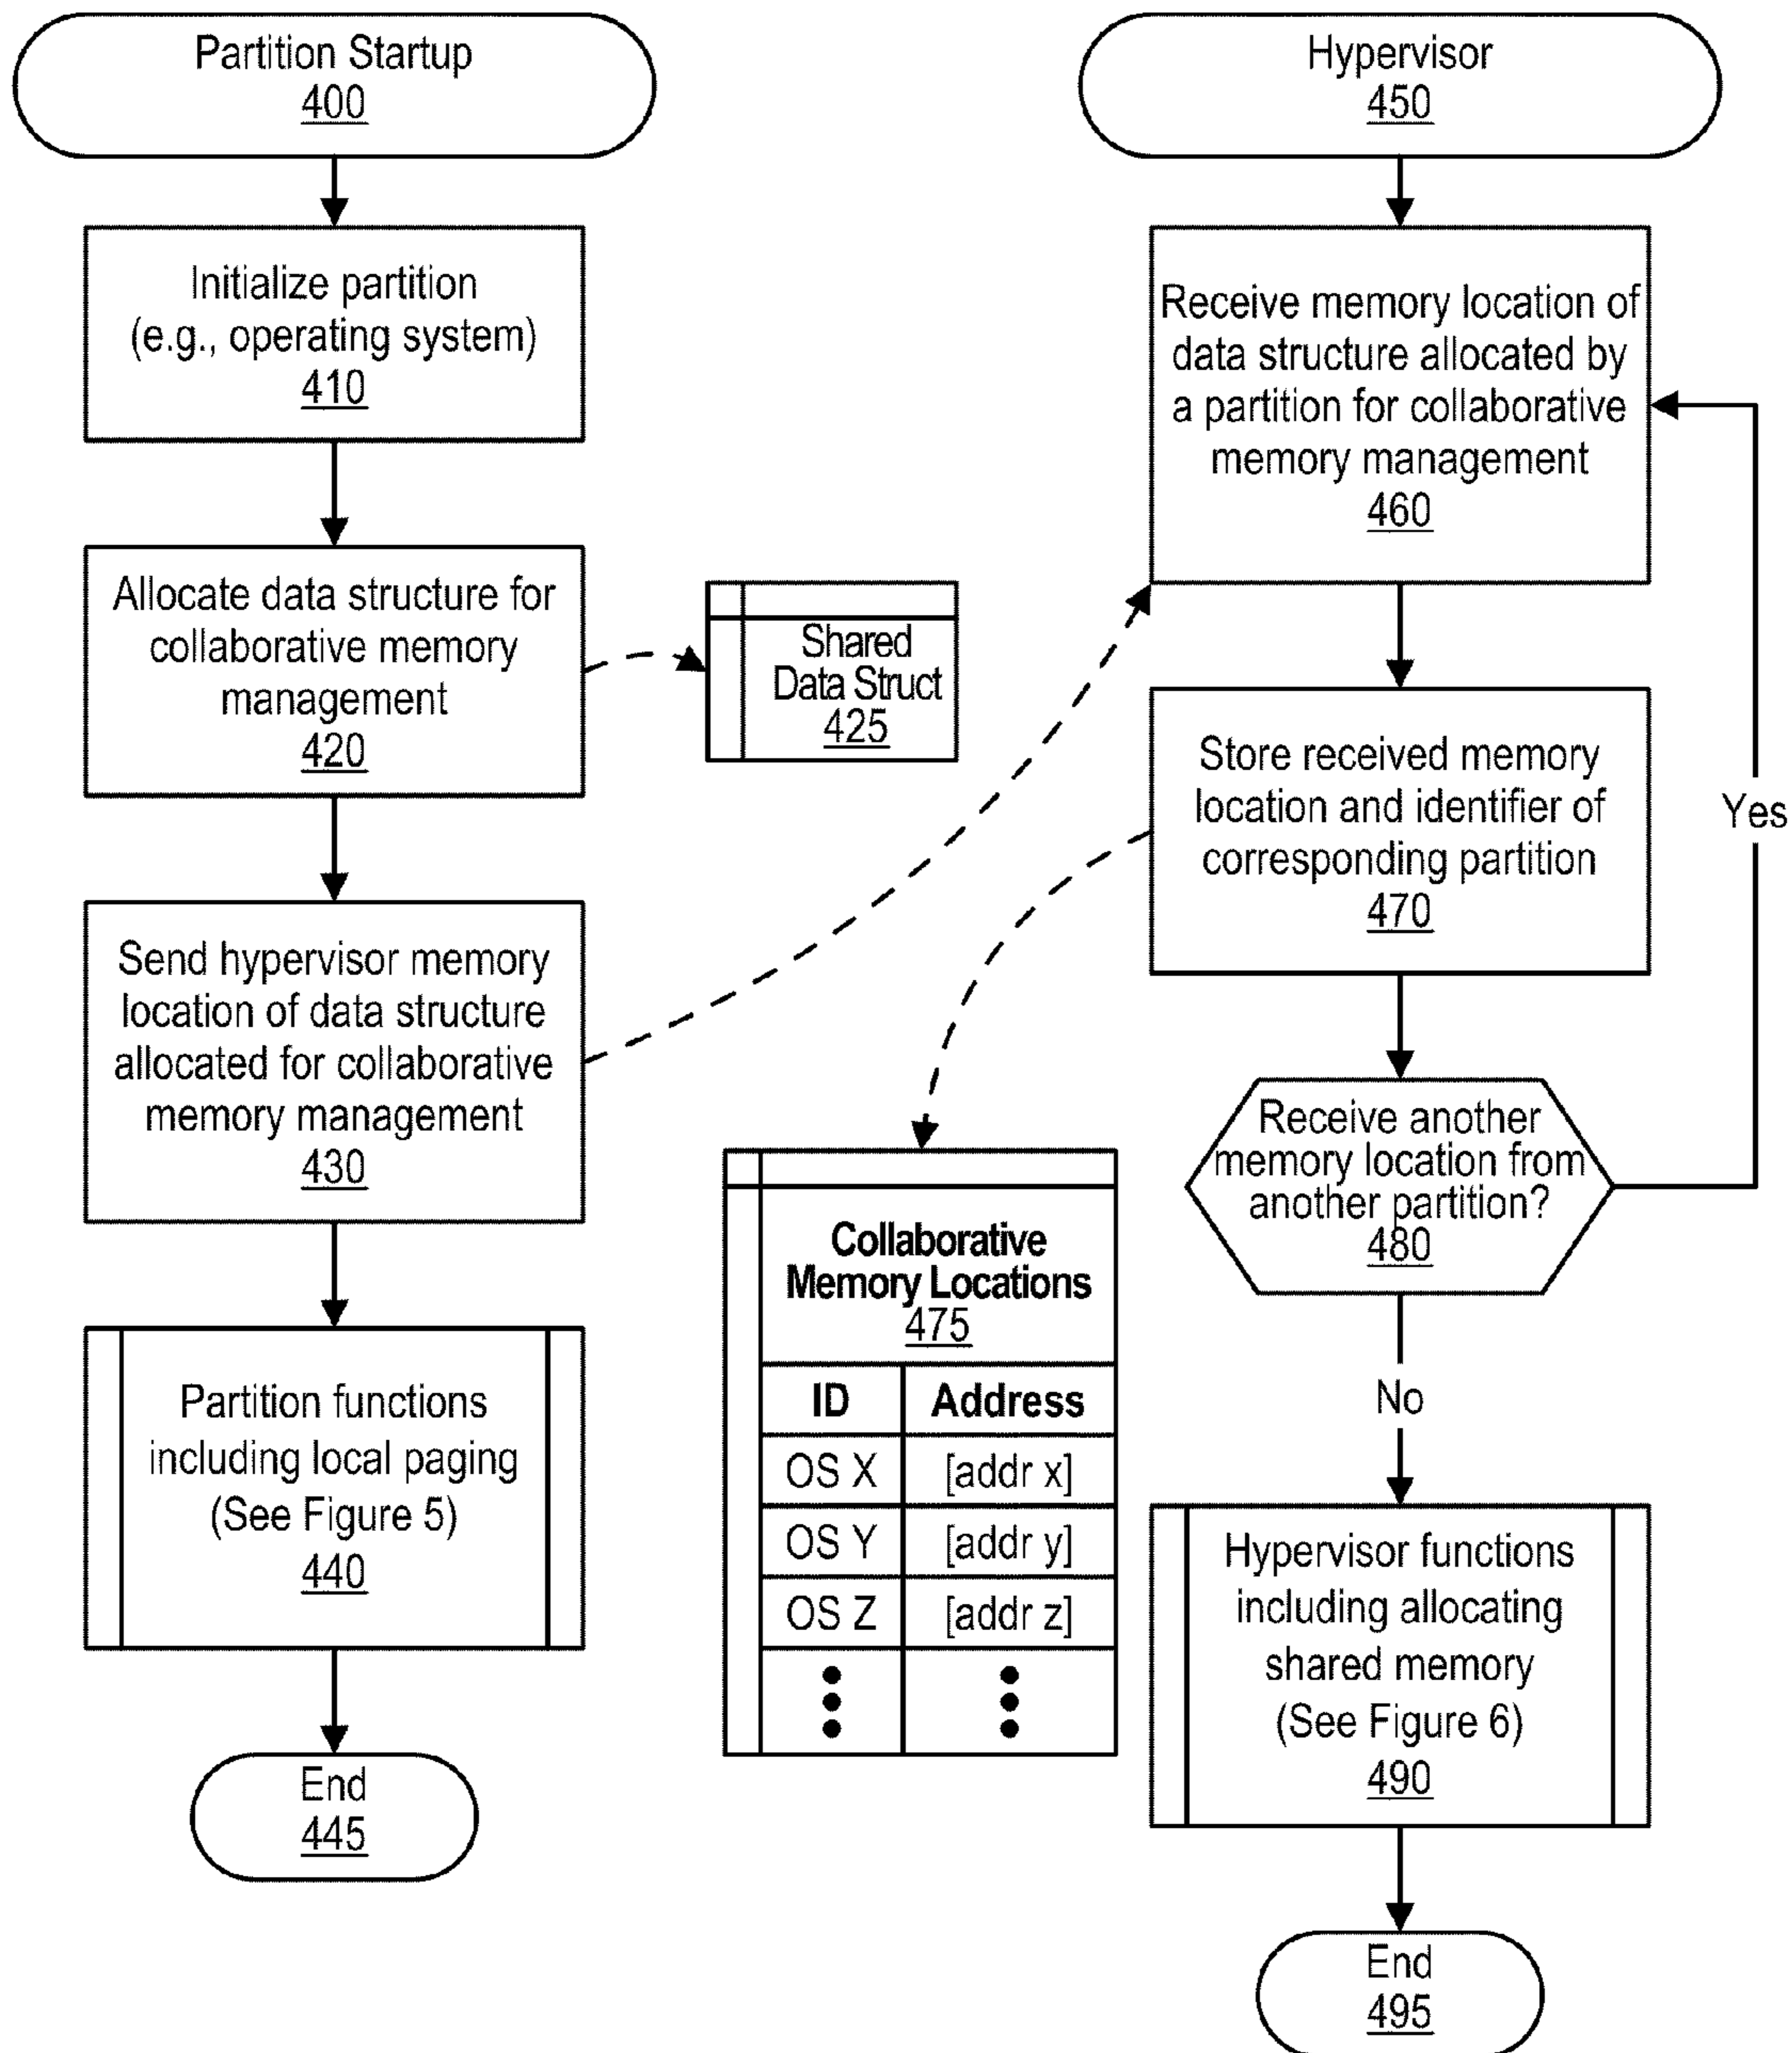 Partition Startup
400
Initialize partition
(e.g., operating system)
410
Allocate data structure for
collaborative memory
management
420
Shared
Data Struct
425
Send hypervisor memory
location of data structure
allocated for collaborative
memory management
430
Partition functions
including local paging
(See Figure 5)
440
End
445
Hypervisor
450
Receive memory location of
data structure allocated by
a partition for collaborative
memory management
460
Store received memory
location and identifier of
corresponding partition
470
Collaborative
Memory Locations
475
ID Address
OS X [addr x]
OS Y [addr y]
OS Z [addr z]
Receive another
memory location from
another partition?
480
Yes
No
Hypervisor functions
including allocating
shared memory
(See Figure 6)
490
End
495